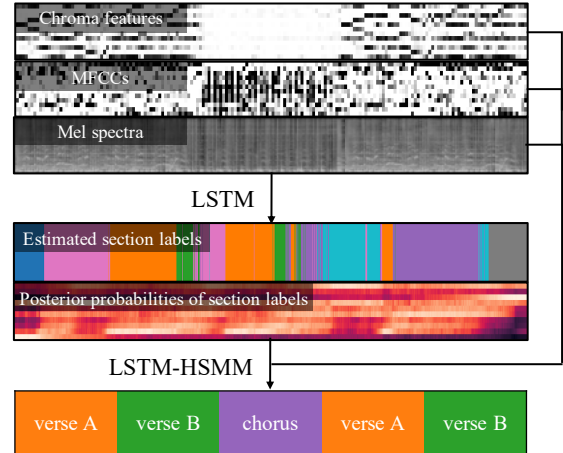 Chroma features
MFCCs
Mel spectra
LSTM
Estimated section labels
Posterior probabilities of section labels
LSTM-HSMM
verse A verse B chorus verse A verse B